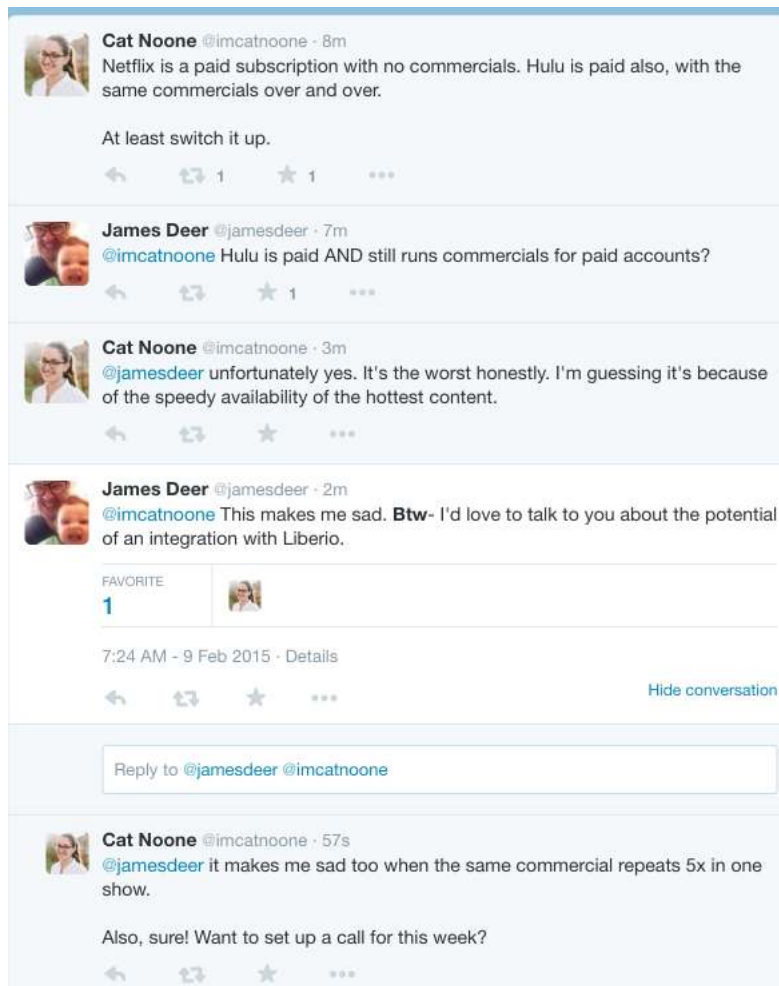 Cat Noone @imcatnoone · 8m
Netflix is a paid subscription with no commercials. Hulu is paid also, with the
same commercials over and over.
At least switch it up.
1 1
James Deer @jamesdeer · 7m
@imcatnoone Hulu is paid AND still runs commercials for paid accounts?
1
Cat Noone @imcatnoone · 3m
@jamesdeer unfortunately yes. It's the worst honestly. I'm guessing it's because
of the speedy availability of the hottest content.
James Deer @jamesdeer · 2m
@imcatnoone This makes me sad. Btw- I'd love to talk to you about the potential
of an integration with Liberio.
FAVORITE
1
7:24 AM - 9 Feb 2015 · Details
Hide conversation
Reply to @jamesdeer @imcatnoone
Cat Noone @imcatnoone · 57s
@jamesdeer it makes me sad too when the same commercial repeats 5x in one
show.
Also, sure! Want to set up a call for this week?